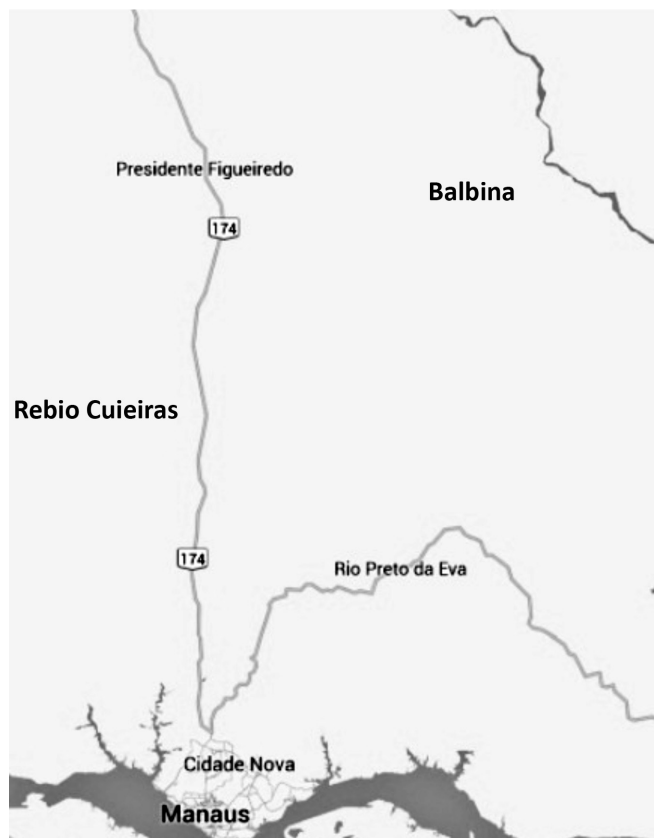 Presidente Figueiredo
Balbina
174
Rebio Cuieiras
174
Rio Preto da Eva
Cidade Nova
Manaus